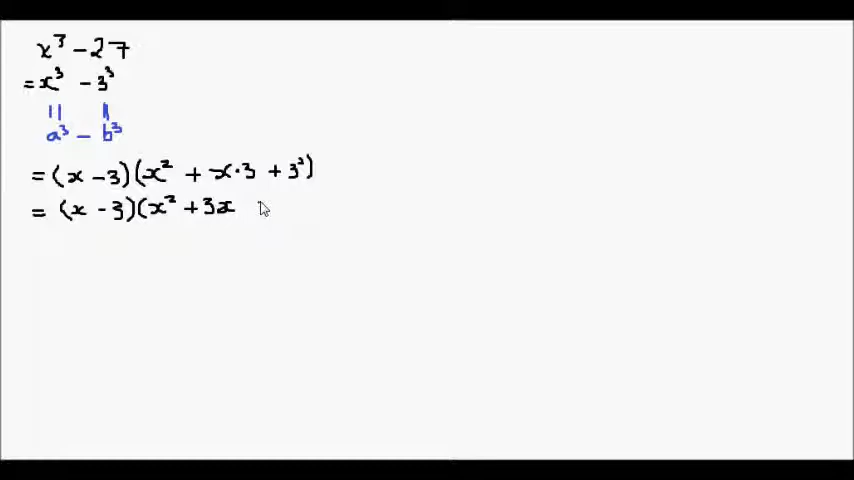 x³ - 27
= x³ - 3³
|| ||
a³ - b³
= (x - 3)(x² + x·3 + 3²)
= (x - 3)(x² + 3x